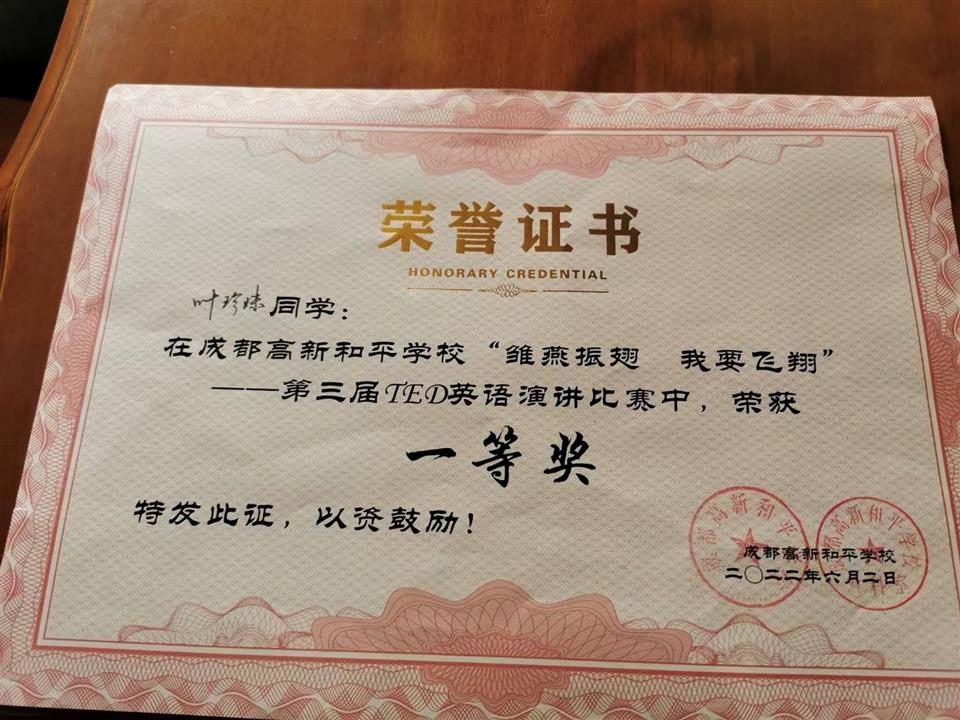 荣誉证书
HONORARY CREDENTIAL
叶珍妹同学：
在成都高新和平学校“雏燕振翅 我要飞翔”
——第三届TED英语演讲比赛中，荣获
一等奖
特发此证，以资鼓励！
成都高新和平学校
二〇二二年六月二日